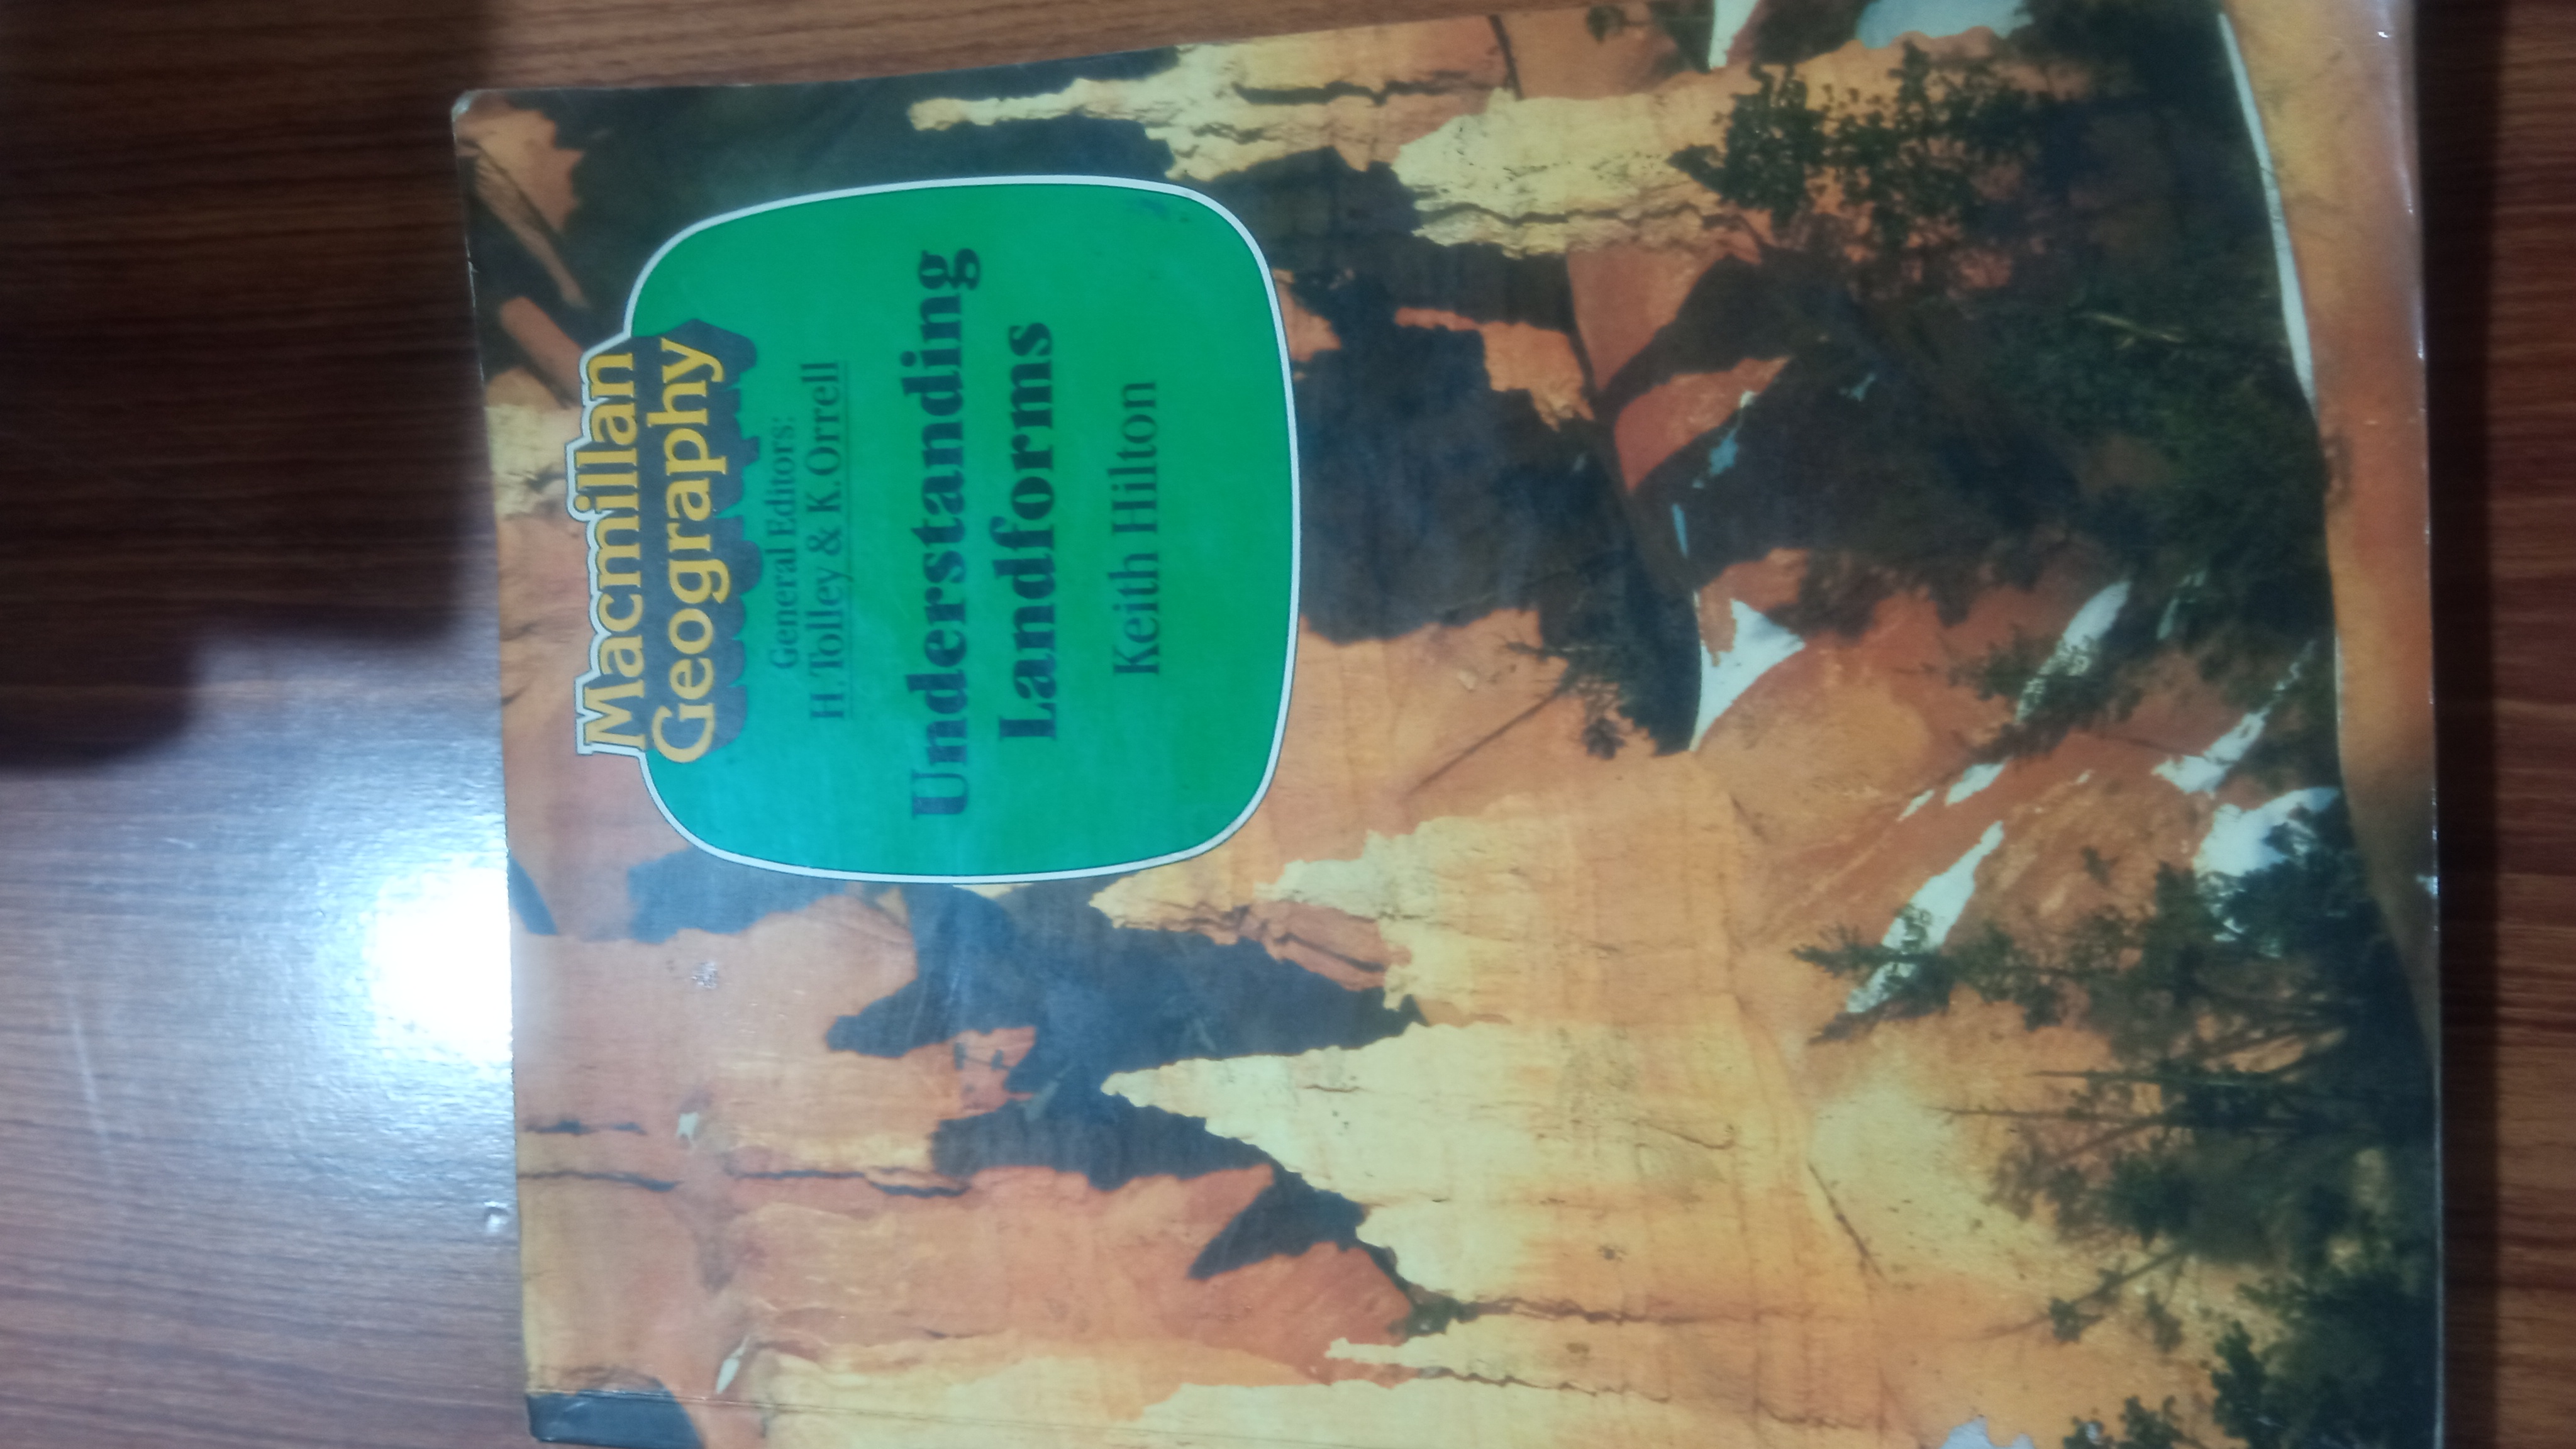 Macmillan
Geography
General Editors:
H.Tolley & K.Orrell
Understanding
Landforms
Keith Hilton